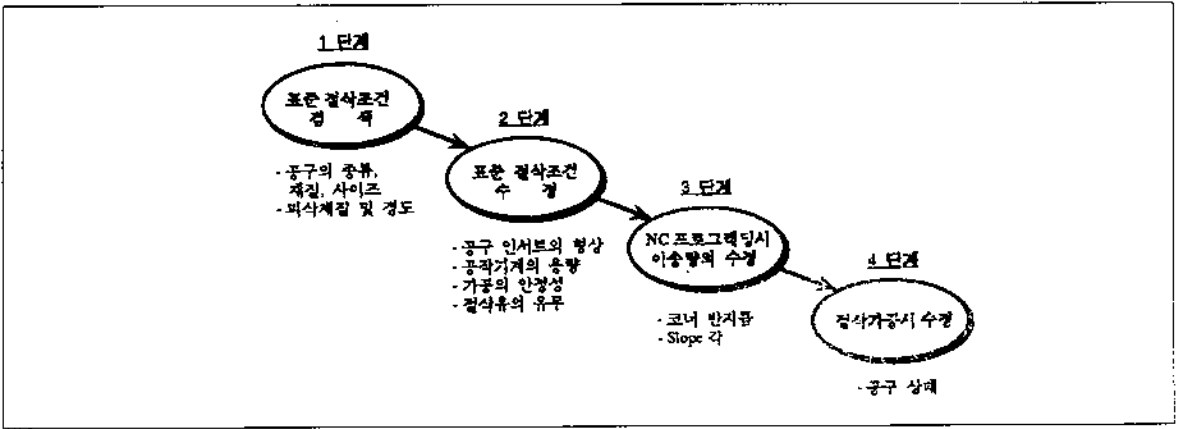 1 단계
표준 절삭조건
검 색
- 공구의 종류,
재질, 사이즈
- 피삭재질 및 경도
2 단계
표준 절삭조건
수 정
- 공구 인서트의 형상
- 공작기계의 용량
- 가공의 안정성
- 절삭유의 유무
3 단계
NC 프로그래밍시
이송량의 수정
- 코너 반지름
- Slope 각
4 단계
절삭가공시 수정
- 공구 상태